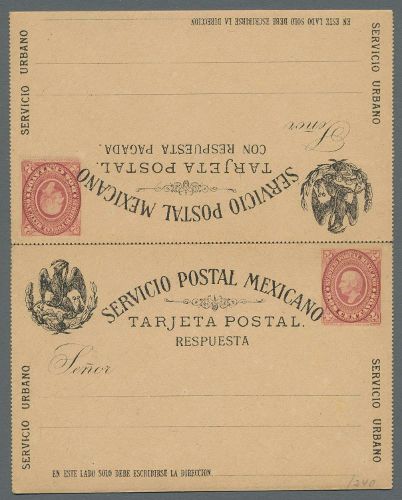 EN ESTE LADO SOLO DEBE ESCRIBIRSE LA DIRECCION
SERVICIO URBANO
SERVICIO URBANO
Señor
CON RESPUESTA PAGADA.
TARJETA POSTAL.
SERVICIO POSTAL MEXICANO
SERVICIO POSTAL MEXICANO
TARJETA POSTAL.
RESPUESTA
Señor
SERVICIO URBANO
SERVICIO URBANO
EN ESTE LADO SOLO DEBE ESCRIBIRSE LA DIRECCION.
1240